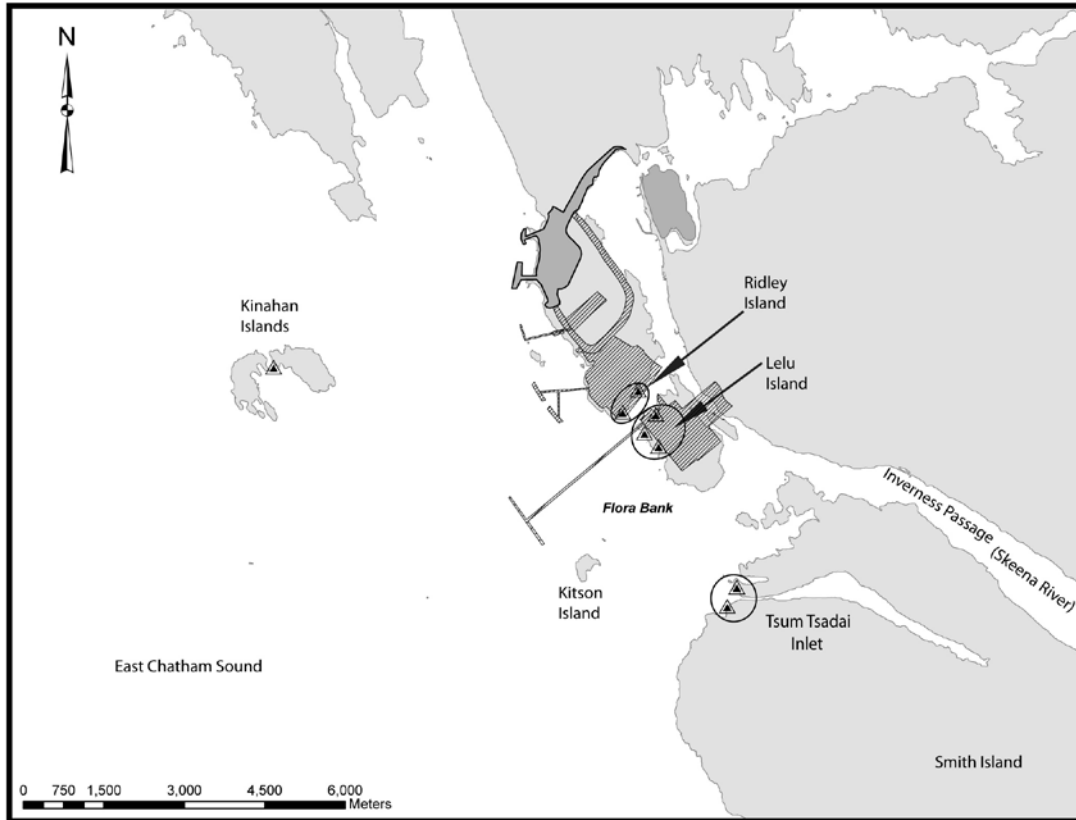 N
Ridley
Island
Kinahan
Islands
Lelu
Island
Flora Bank
Inverness Passage
(Skeena River)
Kitson
Island
Tsum Tsadai
Inlet
East Chatham Sound
Smith Island
0 750 1,500 3,000 4,500 6,000
Meters